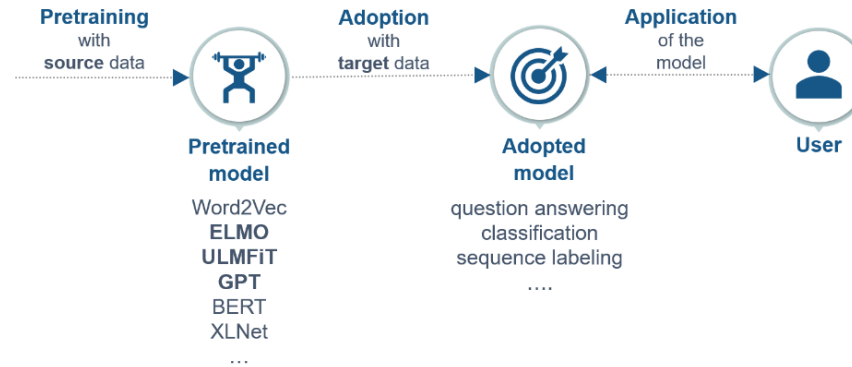 Pretraining
with
source data
Adoption
with
target data
Application
of the
model
Pretrained
model
Word2Vec
ELMO
ULMFiT
GPT
BERT
XLNet
...
Adopted
model
question answering
classification
sequence labeling
....
User